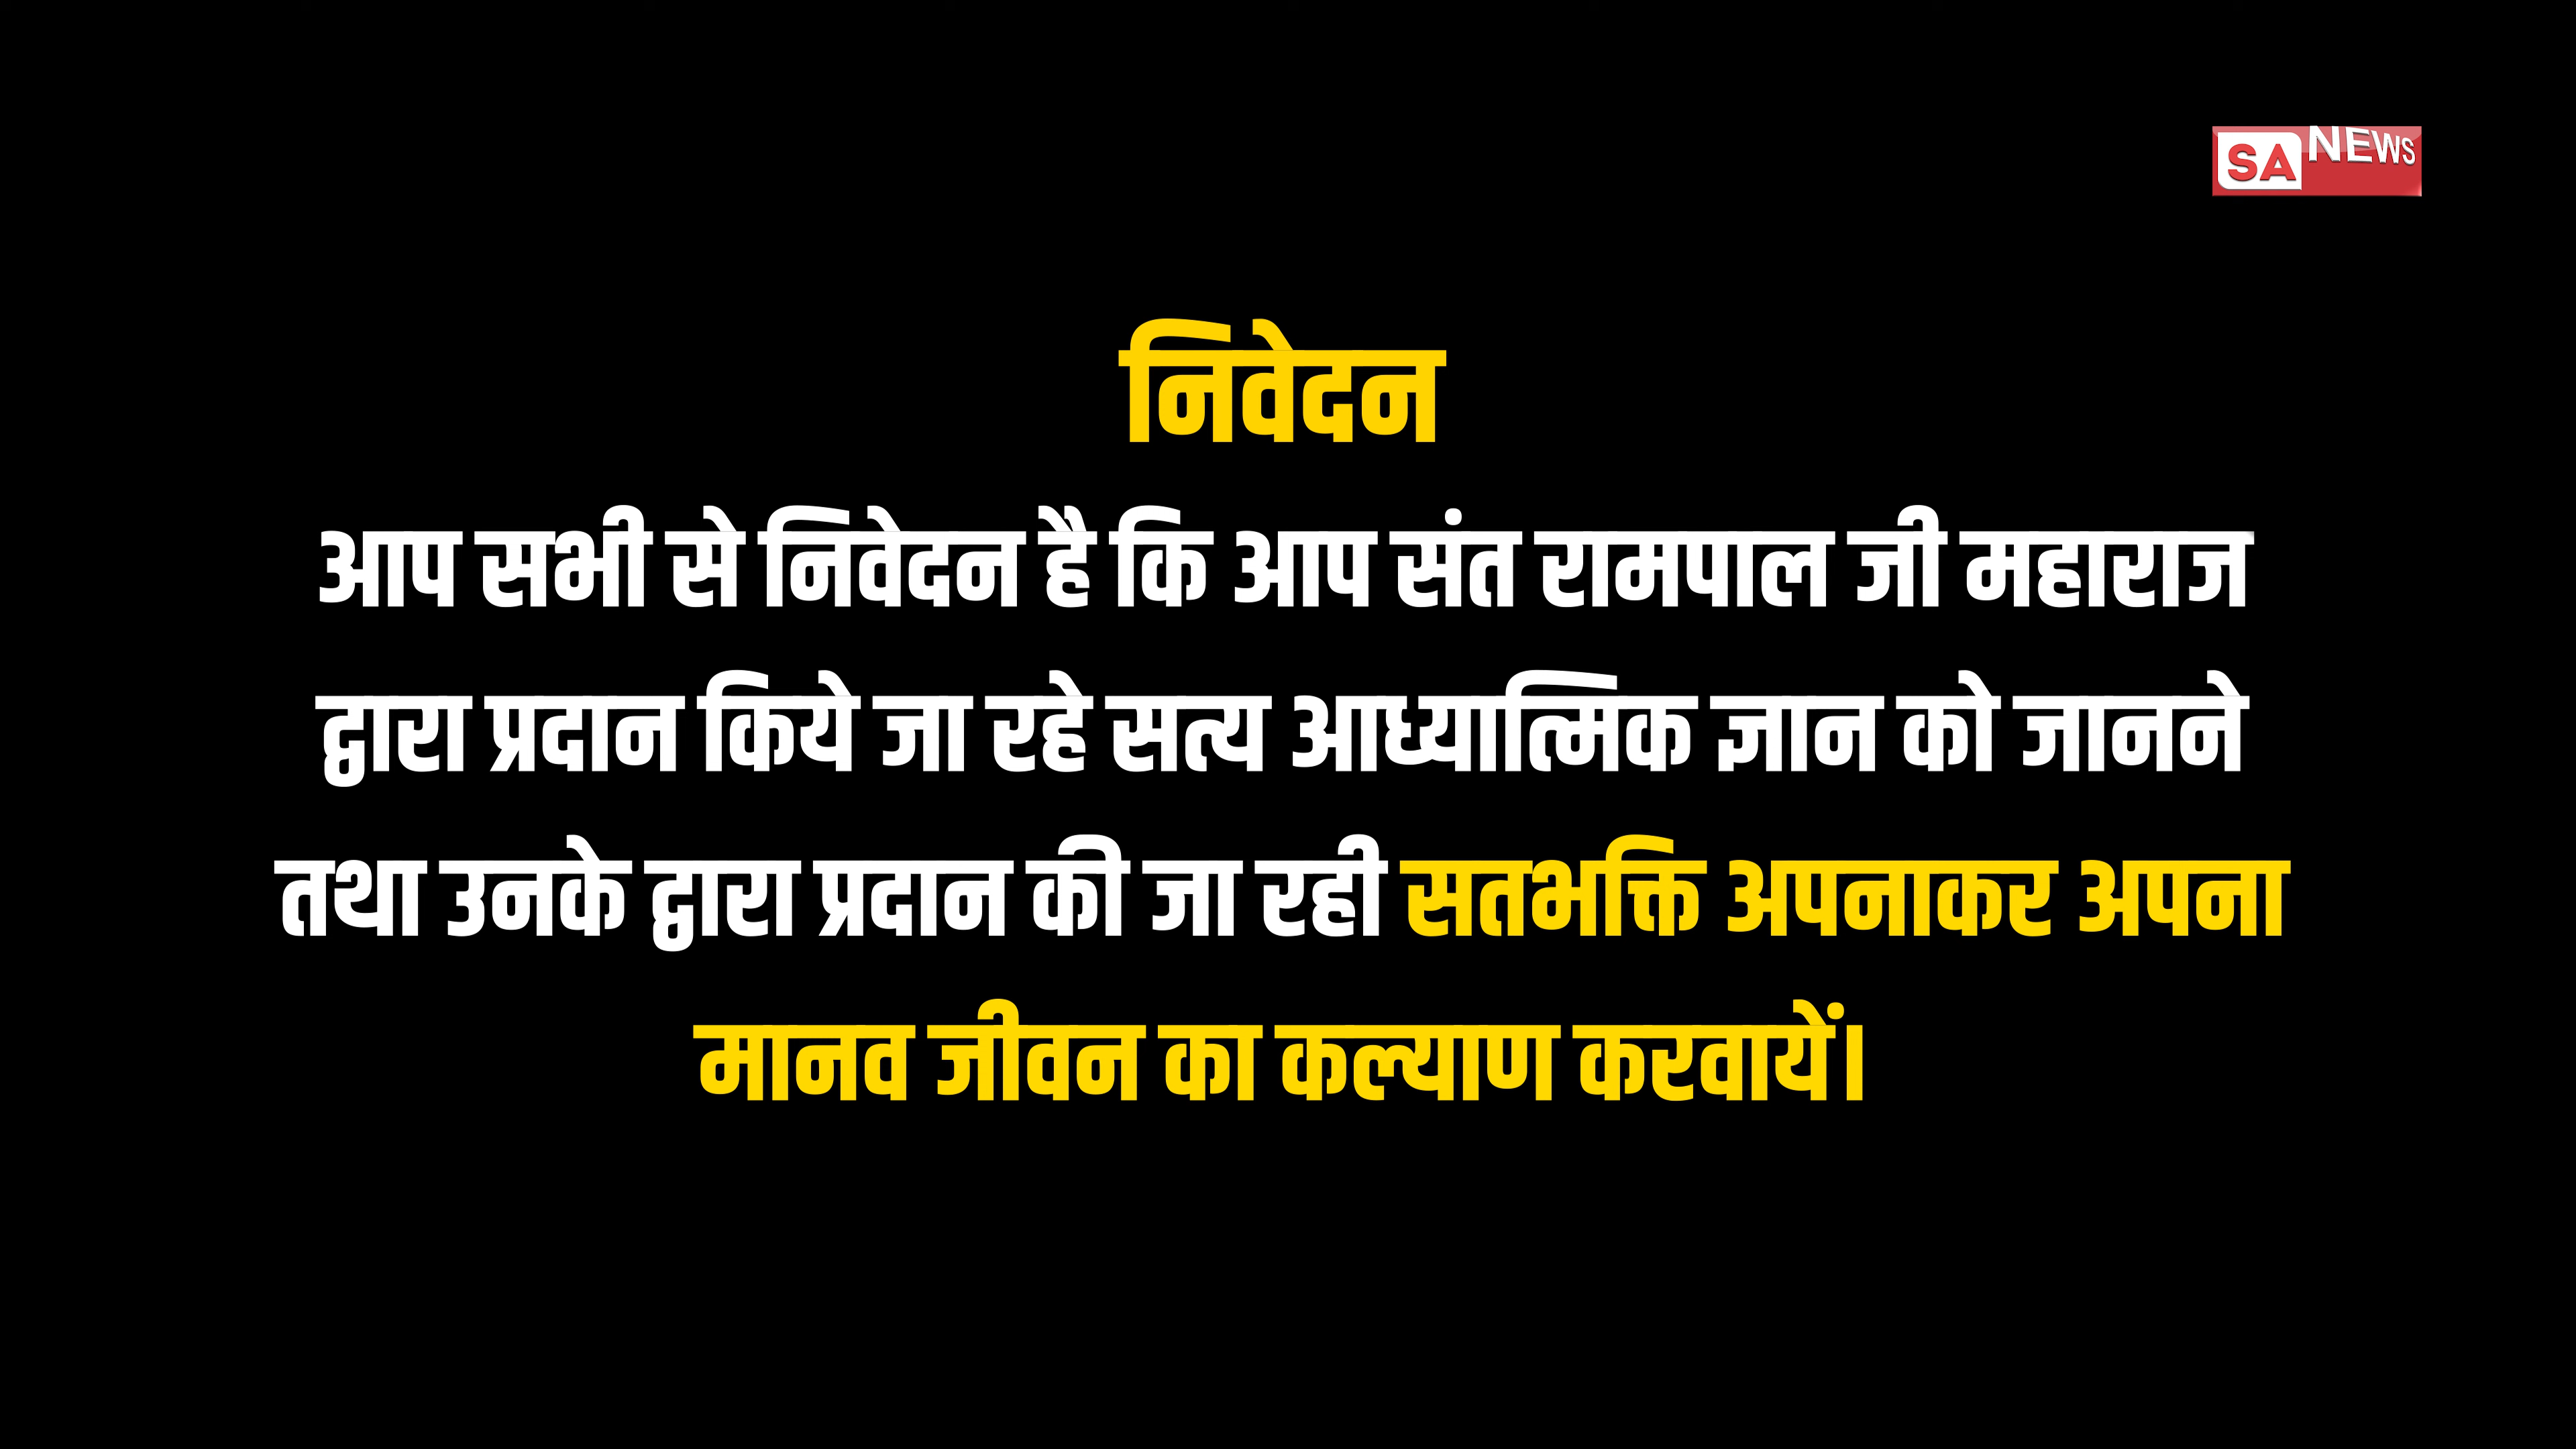 SA NEWS
निवेदन
आप सभी से निवेदन है कि आप संत रामपाल जी महाराज
द्वारा प्रदान किये जा रहे सत्य आध्यात्मिक ज्ञान को जानने
तथा उनके द्वारा प्रदान की जा रही सतभक्ति अपनाकर अपना
मानव जीवन का कल्याण करवायें।